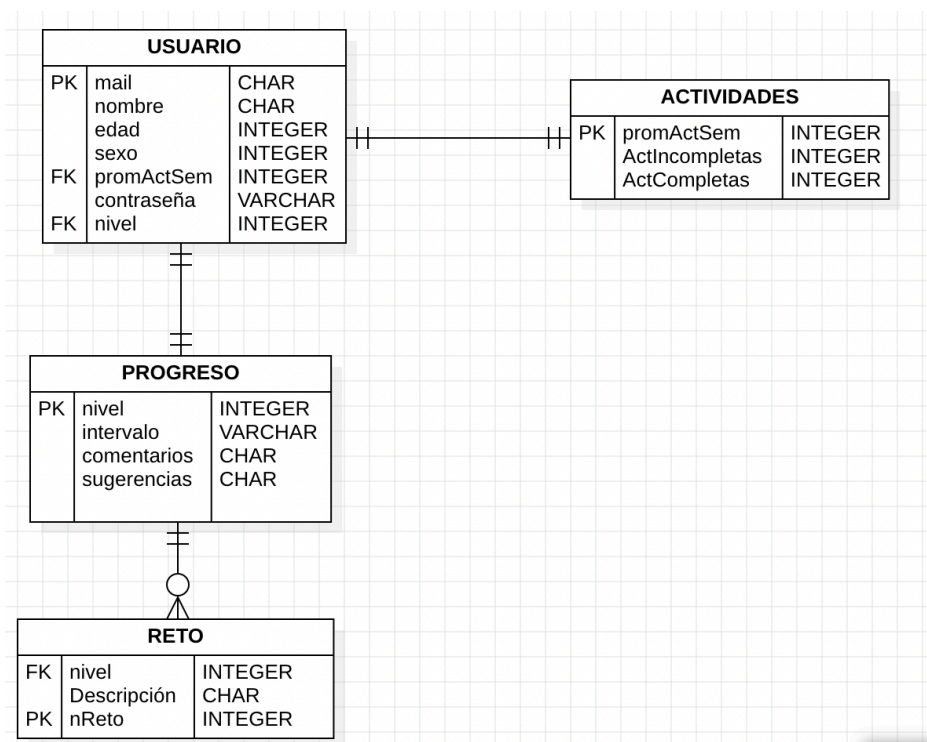 USUARIO
PK mail CHAR
nombre CHAR
edad INTEGER
sexo INTEGER
FK promActSem INTEGER
contraseña VARCHAR
FK nivel INTEGER
ACTIVIDADES
PK promActSem INTEGER
ActIncompletas INTEGER
ActCompletas INTEGER
PROGRESO
PK nivel INTEGER
intervalo VARCHAR
comentarios CHAR
sugerencias CHAR
RETO
FK nivel INTEGER
Descripción CHAR
PK nReto INTEGER